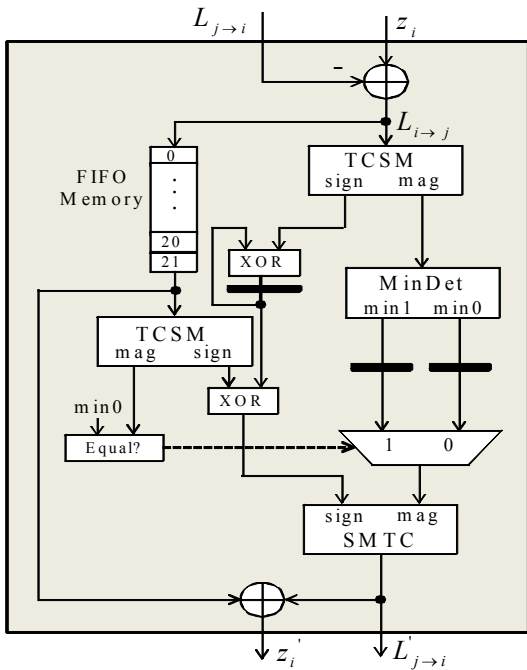 L j→i
z i
-
L i→j
0
FIFO
Memory
20
21
TCSM
sign mag
XOR
MinDet
min1 min0
TCSM
mag sign
min0
XOR
Equal?
1 0
sign mag
SMTC
z i '
L ' j→i